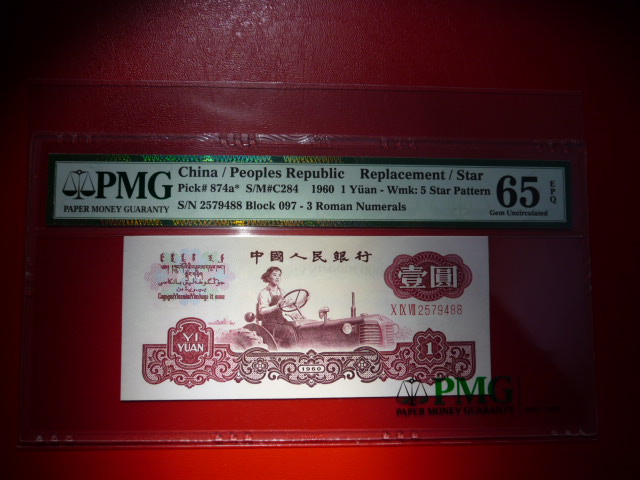 PMG
PAPER MONEY GUARANTY
China / Peoples Republic Replacement / Star
Pick# 874a* S/M#C284 1960 1 Yüan - Wmk: 5 Star Pattern
S/N 2579488 Block 097 - 3 Roman Numerals
65 EPQ
Gem Uncirculated
中國人民銀行
壹圓
X IX VII 2579488
YI
YUAN
1960
1
PMG
PAPER MONEY GUARANTY